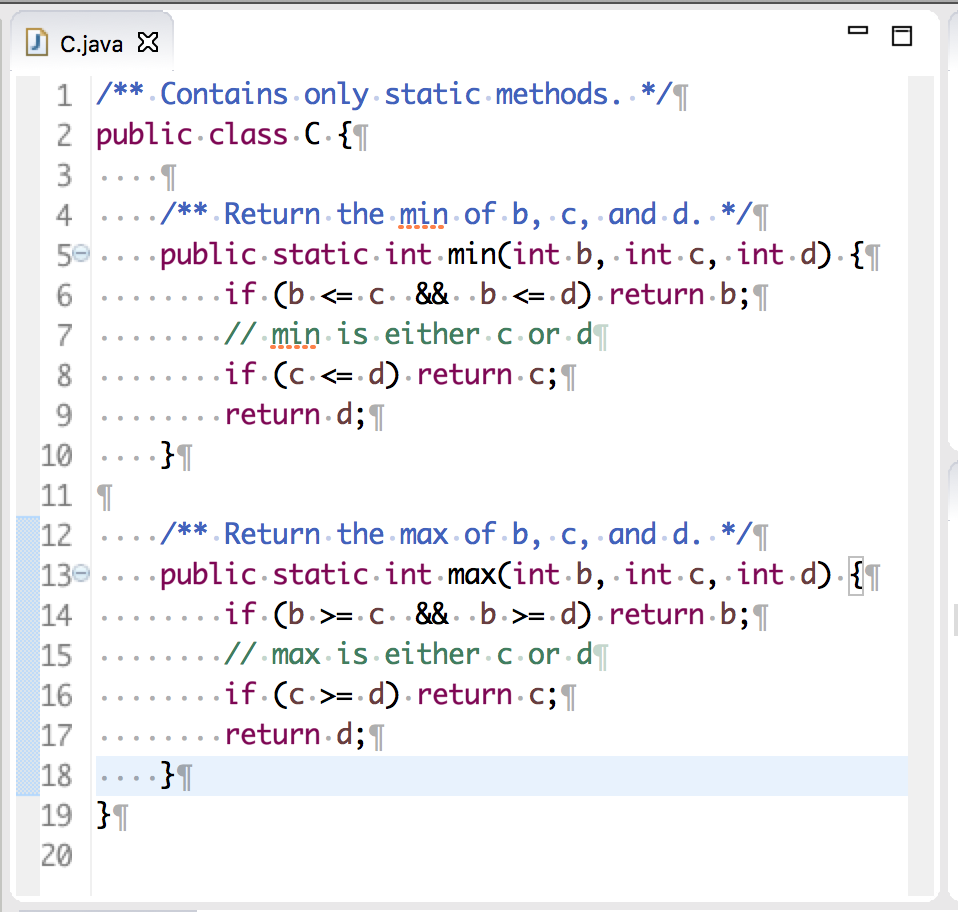 C.java
1 /** Contains only static methods. */¶
2 public class C {¶
3 ····¶
4 ····/** Return the min of b, c, and d. */¶
5 ····public static int min(int b, int c, int d) {¶
6 ········if (b <= c && b <= d) return b;¶
7 ········// min is either c or d¶
8 ········if (c <= d) return c;¶
9 ········return d;¶
10 ····}¶
11 ¶
12 ····/** Return the max of b, c, and d. */¶
13 ····public static int max(int b, int c, int d) {¶
14 ········if (b >= c && b >= d) return b;¶
15 ········// max is either c or d¶
16 ········if (c >= d) return c;¶
17 ········return d;¶
18 ····}¶
19 }¶
20